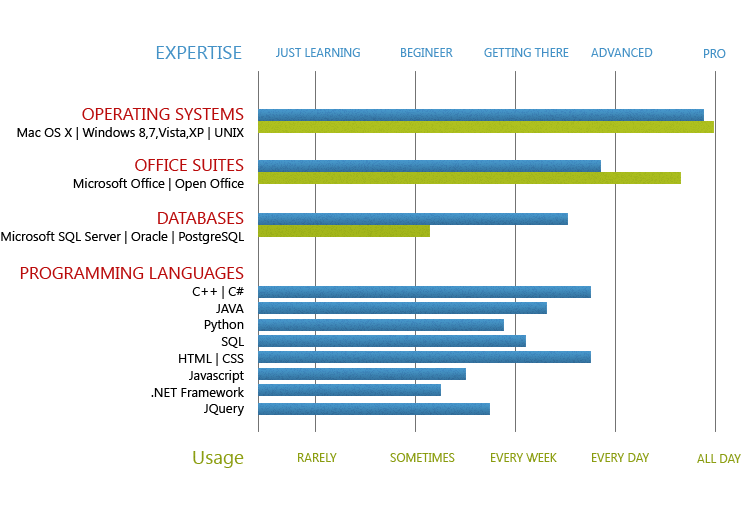 EXPERTISE JUST LEARNING BEGINEER GETTING THERE ADVANCED PRO
OPERATING SYSTEMS
Mac OS X | Windows 8,7,Vista,XP | UNIX
OFFICE SUITES
Microsoft Office | Open Office
DATABASES
Microsoft SQL Server | Oracle | PostgreSQL
PROGRAMMING LANGUAGES
C++ | C#
JAVA
Python
SQL
HTML | CSS
Javascript
.NET Framework
JQuery
Usage RARELY SOMETIMES EVERY WEEK EVERY DAY ALL DAY